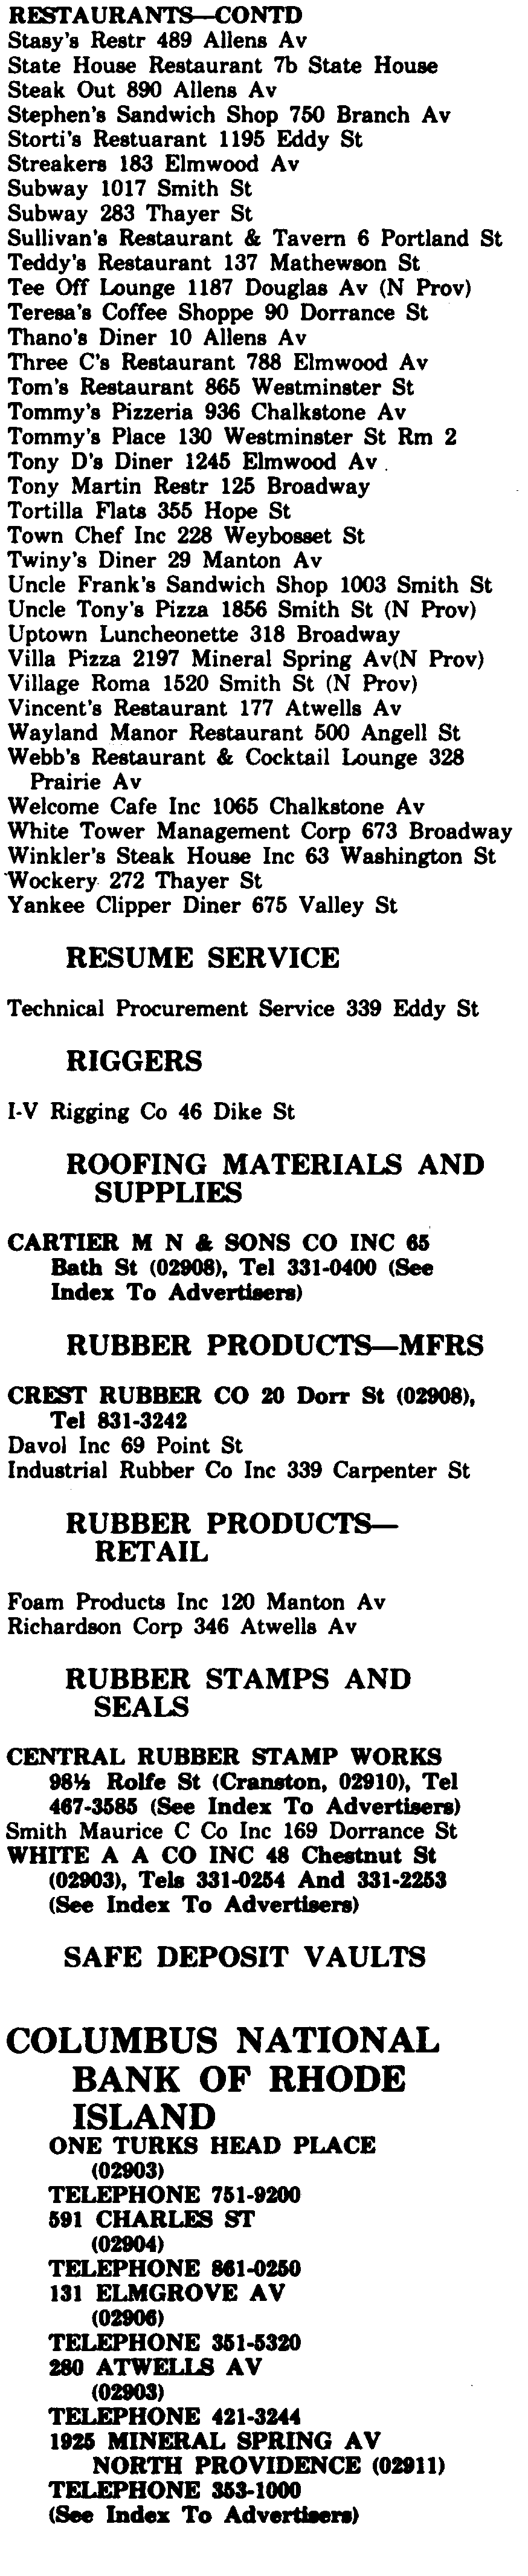 RESTAURANTS—CONTD
Stasy's Restr 489 Allens Av
State House Restaurant 7b State House
Steak Out 890 Allens Av
Stephen's Sandwich Shop 750 Branch Av
Storti's Restuarant 1195 Eddy St
Streakers 183 Elmwood Av
Subway 1017 Smith St
Subway 283 Thayer St
Sullivan's Restaurant & Tavern 6 Portland St
Teddy's Restaurant 137 Mathewson St
Tee Off Lounge 1187 Douglas Av (N Prov)
Teresa's Coffee Shoppe 90 Dorrance St
Thano's Diner 10 Allens Av
Three C's Restaurant 788 Elmwood Av
Tom's Restaurant 865 Westminster St
Tommy's Pizzeria 936 Chalkstone Av
Tommy's Place 130 Westminster St Rm 2
Tony D's Diner 1245 Elmwood Av
Tony Martin Restr 125 Broadway
Tortilla Flats 355 Hope St
Town Chef Inc 228 Weybosset St
Twiny's Diner 29 Manton Av
Uncle Frank's Sandwich Shop 1003 Smith St
Uncle Tony's Pizza 1856 Smith St (N Prov)
Uptown Luncheonette 318 Broadway
Villa Pizza 2197 Mineral Spring Av(N Prov)
Village Roma 1520 Smith St (N Prov)
Vincent's Restaurant 177 Atwells Av
Wayland Manor Restaurant 500 Angell St
Webb's Restaurant & Cocktail Lounge 328
Prairie Av
Welcome Cafe Inc 1065 Chalkstone Av
White Tower Management Corp 673 Broadway
Winkler's Steak House Inc 63 Washington St
Wockery 272 Thayer St
Yankee Clipper Diner 675 Valley St
RESUME SERVICE
Technical Procurement Service 339 Eddy St
RIGGERS
I-V Rigging Co 46 Dike St
ROOFING MATERIALS AND
SUPPLIES
CARTIER M N & SONS CO INC 65
Bath St (02908), Tel 331-0400 (See
Index To Advertisers)
RUBBER PRODUCTS—MFRS
CREST RUBBER CO 20 Dorr St (02908),
Tel 831-3242
Davol Inc 69 Point St
Industrial Rubber Co Inc 339 Carpenter St
RUBBER PRODUCTS—
RETAIL
Foam Products Inc 120 Manton Av
Richardson Corp 346 Atwells Av
RUBBER STAMPS AND
SEALS
CENTRAL RUBBER STAMP WORKS
98½ Rolfe St (Cranston, 02910), Tel
467-3585 (See Index To Advertisers)
Smith Maurice C Co Inc 169 Dorrance St
WHITE A A CO INC 48 Chestnut St
(02903), Tels 331-0254 And 331-2253
(See Index To Advertisers)
SAFE DEPOSIT VAULTS
COLUMBUS NATIONAL
BANK OF RHODE
ISLAND
ONE TURKS HEAD PLACE
(02903)
TELEPHONE 751-9200
591 CHARLES ST
(02904)
TELEPHONE 861-0250
131 ELMGROVE AV
(02906)
TELEPHONE 351-5320
280 ATWELLS AV
(02903)
TELEPHONE 421-3244
1925 MINERAL SPRING AV
NORTH PROVIDENCE (02911)
TELEPHONE 353-1000
(See Index To Advertisers)